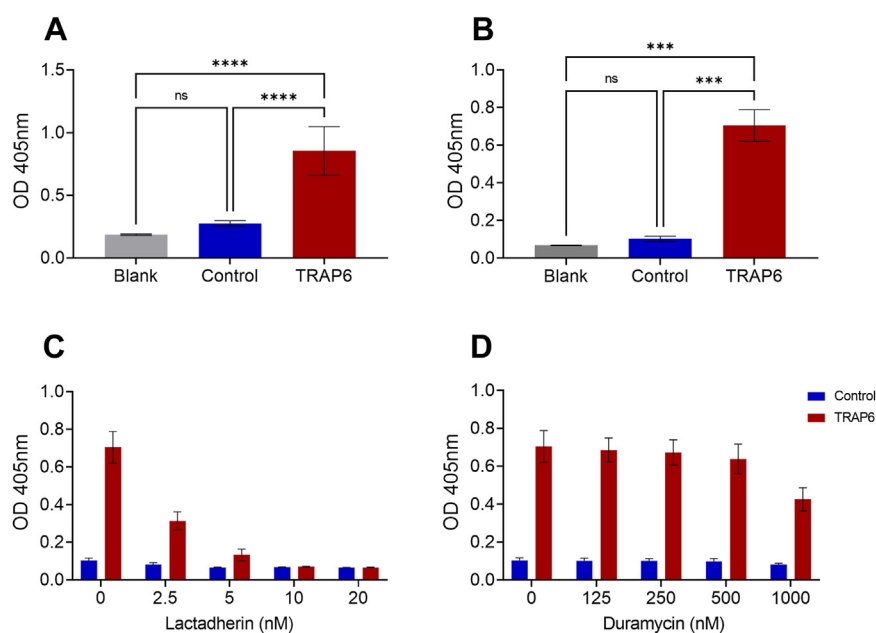 A
****
ns
****
1.5
1.0
0.5
0.0
OD 405nm
Blank Control TRAP6
B
***
ns
***
1.0
0.8
0.6
0.4
0.2
0.0
OD 405nm
Blank Control TRAP6
C
1.0
0.8
0.6
0.4
0.2
0.0
OD 405nm
0 2.5 5 10 20
Lactadherin (nM)
D
1.0
0.8
0.6
0.4
0.2
0.0
OD 405nm
0 125 250 500 1000
Duramycin (nM)
Control
TRAP6